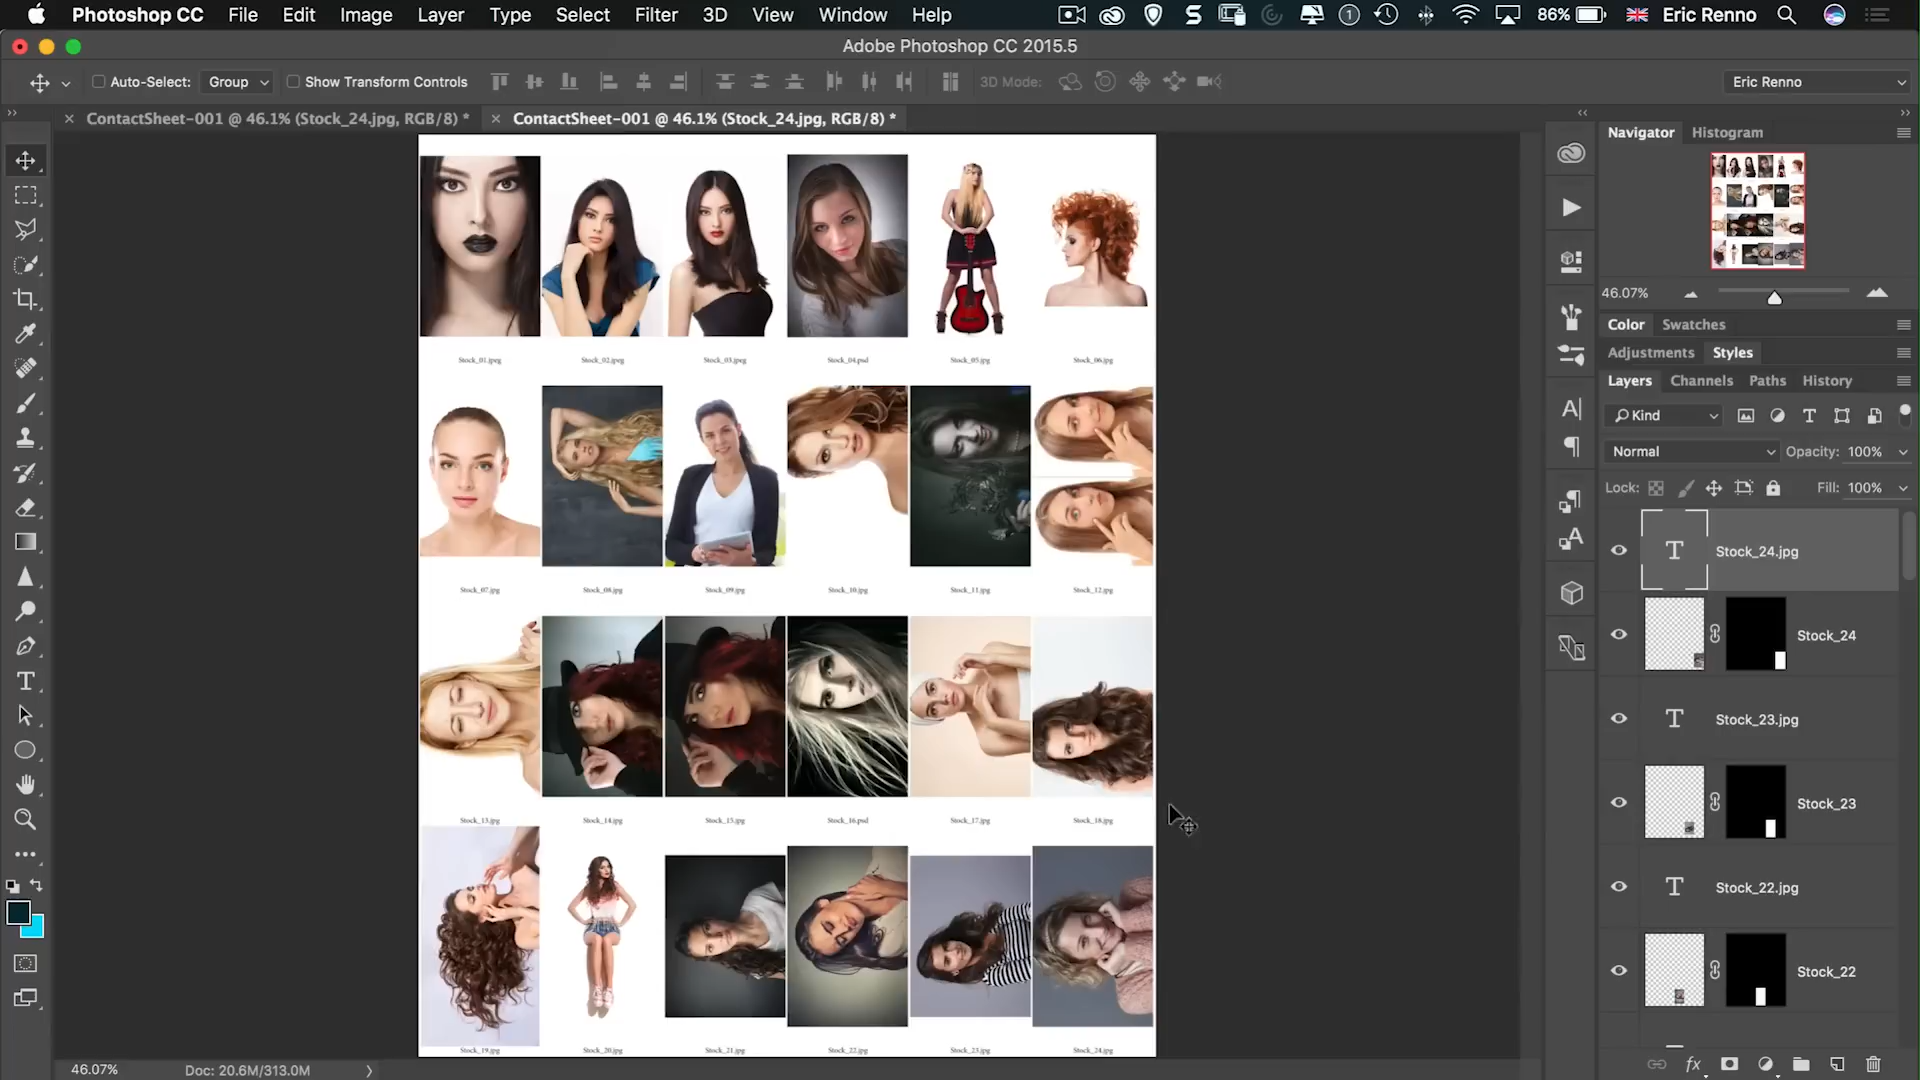 Photoshop CC File Edit Image Layer Type Select Filter 3D View Window Help 86% Eric Renno
Adobe Photoshop CC 2015.5
Auto-Select: Group Show Transform Controls 3D Mode: Eric Renno
ContactSheet-001 @ 46.1% (Stock_24.jpg, RGB/8) * ContactSheet-001 @ 46.1% (Stock_24.jpg, RGB/8) *
Navigator Histogram
46.07%
Color Swatches
Adjustments Styles
Layers Channels Paths History
Kind
Normal Opacity: 100%
Lock: Fill: 100%
Stock_24.jpg
Stock_24
Stock_23.jpg
Stock_23
Stock_22.jpg
Stock_22
Stock_01.jpeg Stock_02.jpeg Stock_03.jpeg Stock_04.psd Stock_05.jpg Stock_06.jpg
Stock_07.jpg Stock_08.jpg Stock_09.jpg Stock_10.jpg Stock_11.jpg Stock_12.jpg
Stock_13.jpg Stock_14.jpg Stock_15.jpg Stock_16.psd Stock_17.jpg Stock_18.jpg
Stock_19.jpg Stock_20.jpg Stock_21.jpg Stock_22.jpg Stock_23.jpg Stock_24.jpg
46.07% Doc: 20.6M/313.0M